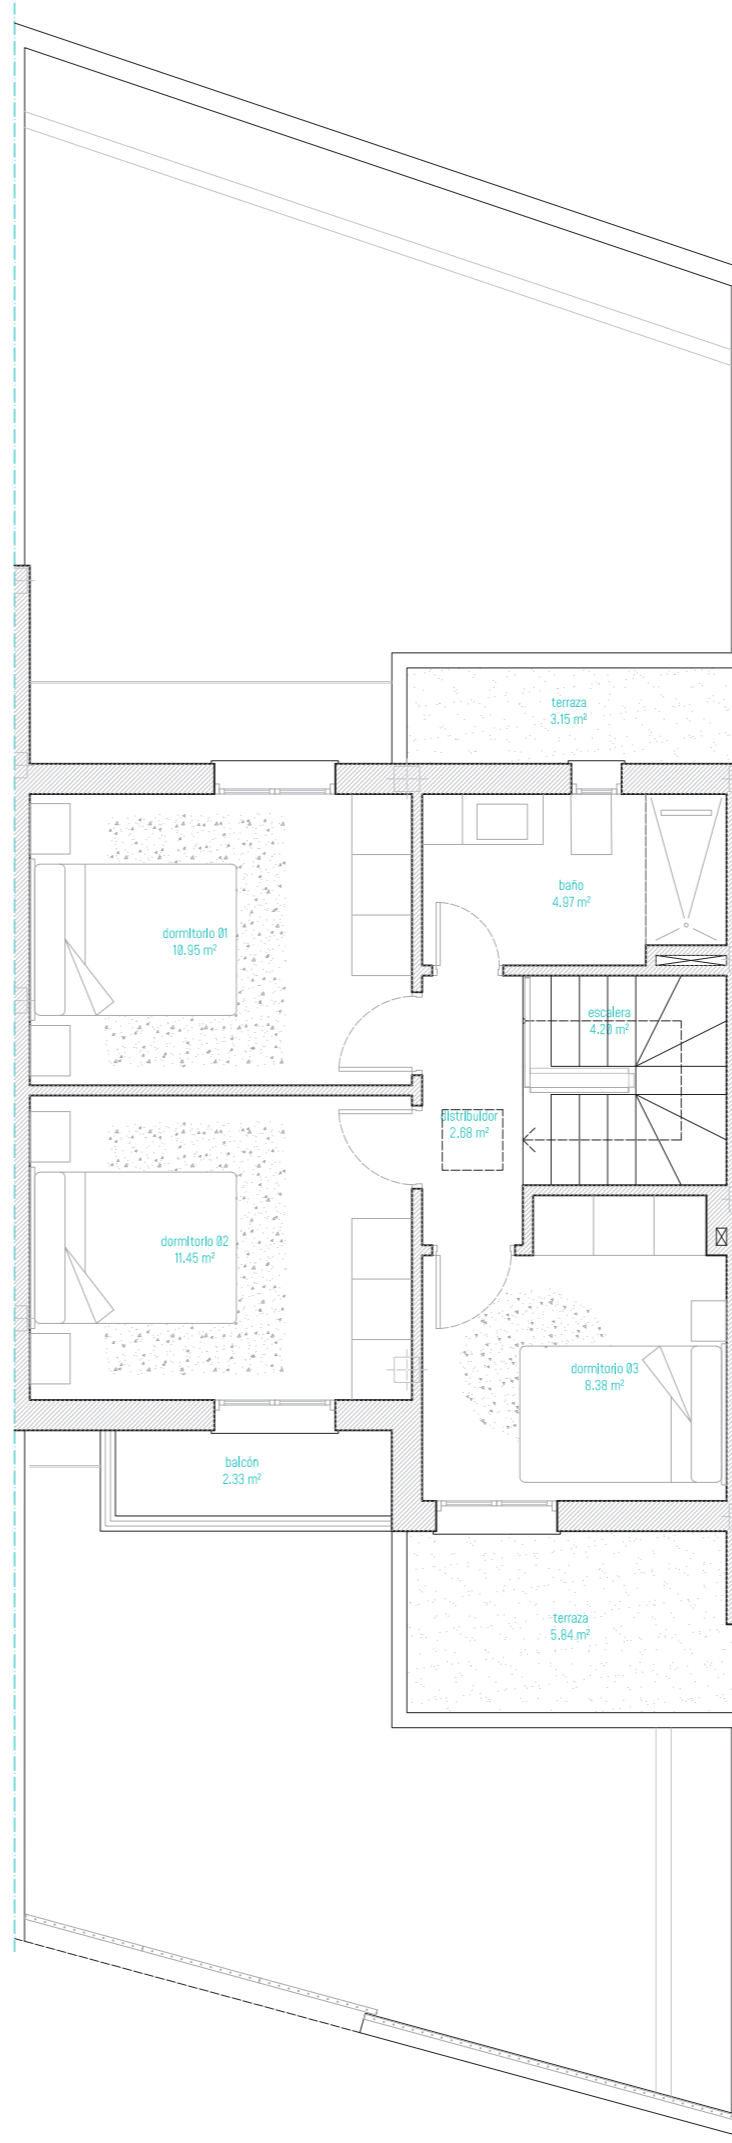 terraza
3.15 m²
dormitorio 01
10.95 m²
baño
4.97 m²
escalera
4.20 m²
distribuidor
2.68 m²
dormitorio 02
11.45 m²
dormitorio 03
8.38 m²
balcón
2.33 m²
terraza
5.84 m²